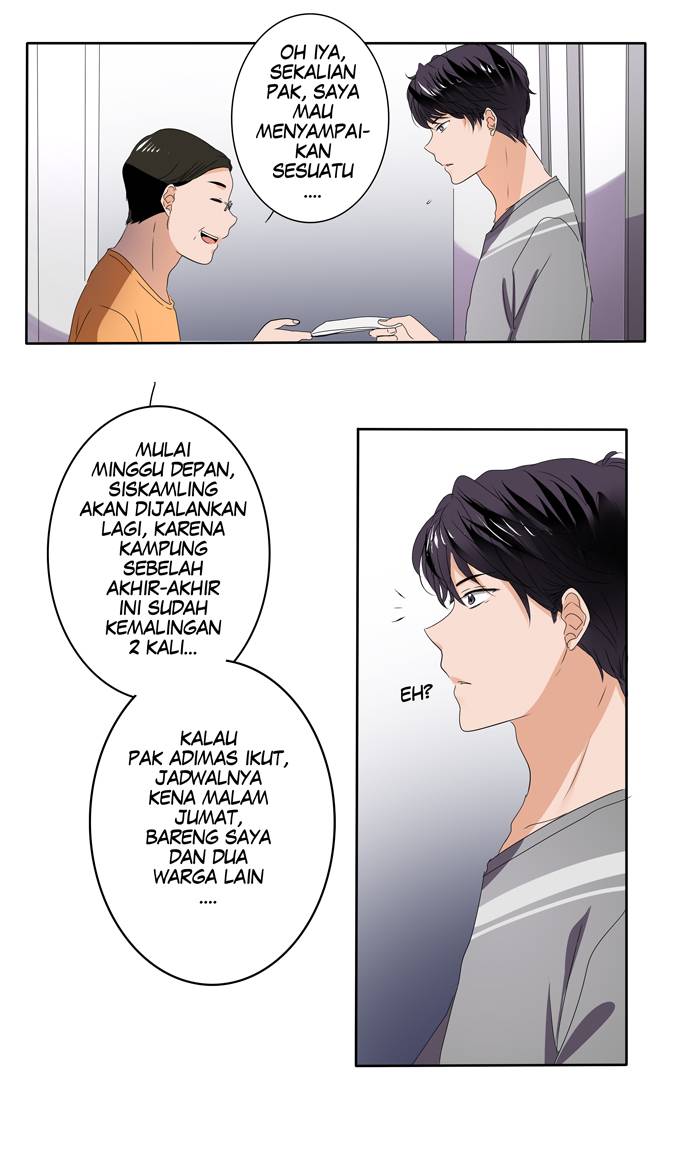 OH IYA,
SEKALIAN
PAK, SAYA
MAU
MENYAMPAI-
KAN
SESUATU
....
MULAI
MINGGU DEPAN,
SISKAMLING
AKAN DIJALANKAN
LAGI, KARENA
KAMPUNG
SEBELAH
AKHIR-AKHIR
INI SUDAH
KEMALINGAN
2 KALI...
EH?
KALAU
PAK ADIMAS IKUT,
JADWALNYA
KENA MALAM
JUMAT,
BARENG SAYA
DAN DUA
WARGA LAIN
....